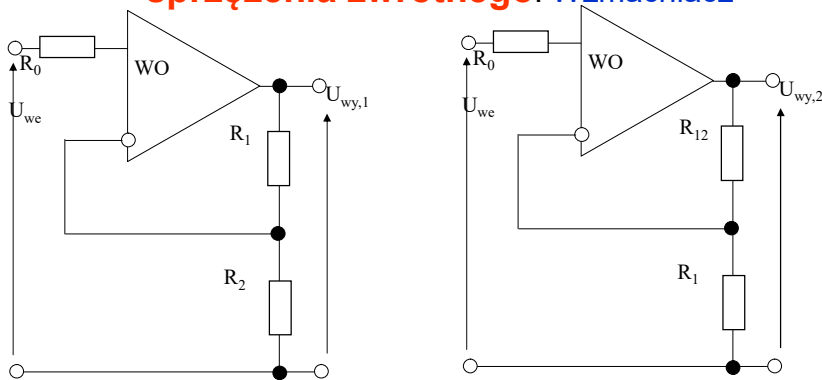 sprzężenia zwrotnego. Wzmacniacz
R0
WO
Uwe
Uwy,1
R1
R2
R0
WO
Uwe
Uwy,2
R12
R1